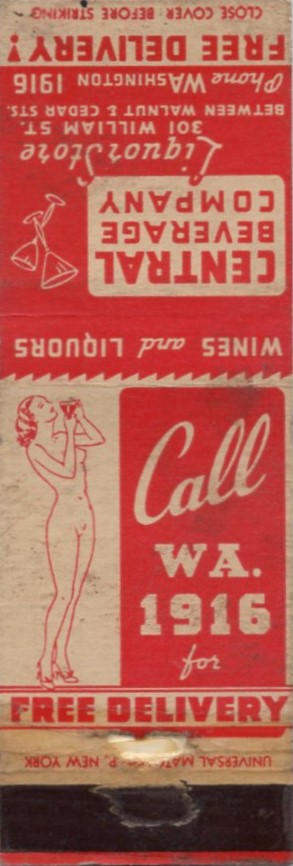 CLOSE COVER BEFORE STRIKING
FREE DELIVERY!
Phone WASHINGTON 1916
BETWEEN WALNUT & CEDAR STS.
301 WILLIAM ST.
Liquor Store
CENTRAL
BEVERAGE
COMPANY
WINES and LIQUORS
Call
WA.
1916
for
FREE DELIVERY
UNIVERSAL P. NEW YORK